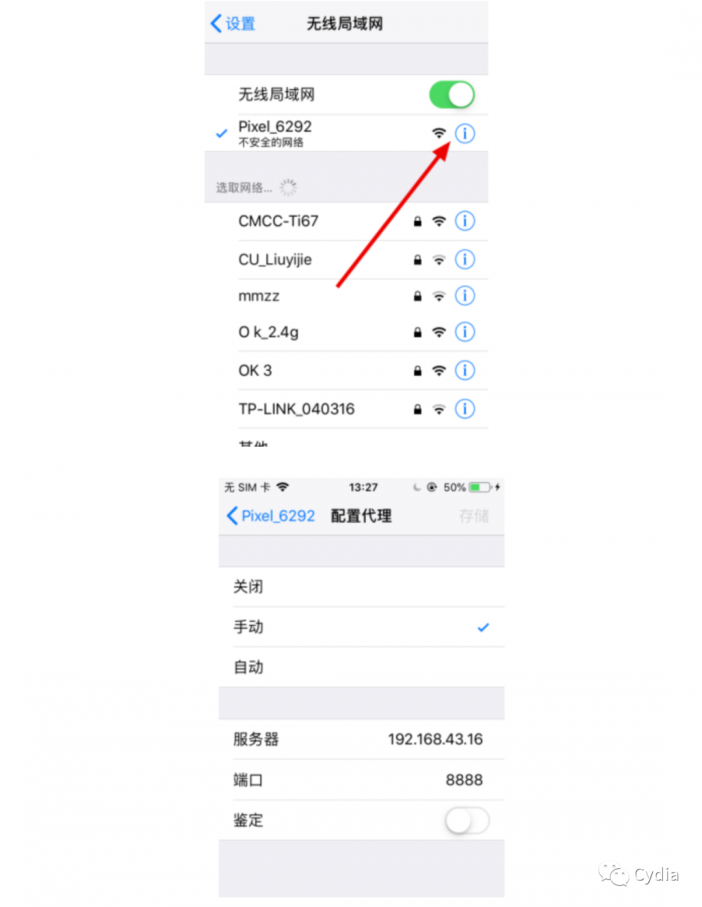 设置 无线局域网
无线局域网
Pixel_6292
不安全的网络
选取网络...
CMCC-Ti67
CU_Liuyijie
mmzz
O k_2.4g
OK 3
TP-LINK_040316
其他
无 SIM 卡 13:27 50%
Pixel_6292 配置代理 存储
关闭
手动
自动
服务器 192.168.43.16
端口 8888
鉴定
Cydia